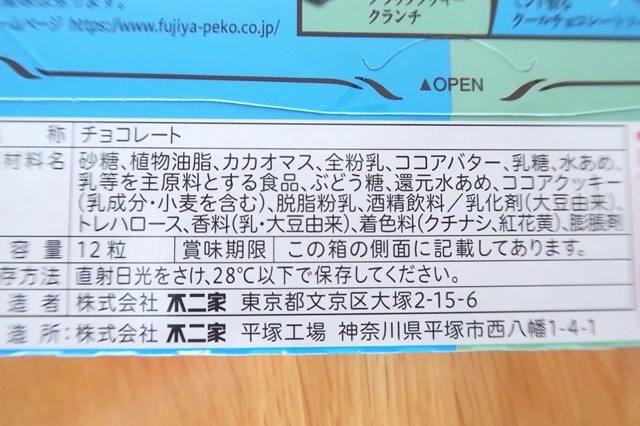 ームページ https://www.fujiya-peko.co.jp/
クランチ
▲OPEN
称 チョコレート
材料名 砂糖、植物油脂、カカオマス、全粉乳、ココアバター、乳糖、水あめ、
乳等を主原料とする食品、ぶどう糖、還元水あめ、ココアクッキー
(乳成分・小麦を含む)、脱脂粉乳、酒精飲料／乳化剤(大豆由来)、
トレハロース、香料(乳・大豆由来)、着色料(クチナシ、紅花黄)、膨脹剤
容量 12粒 賞味期限 この箱の側面に記載してあります。
存方法 直射日光をさけ、28℃以下で保存してください。
造者 株式会社 不二家 東京都文京区大塚2-15-6
造所: 株式会社 不二家 平塚工場 神奈川県平塚市西八幡1-4-1